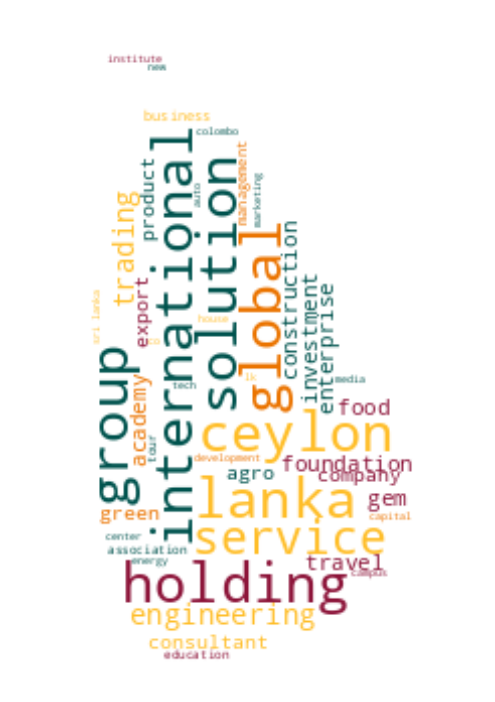 institute
new
business
colombo
international
solution
product
auto
management
marketing
trading
global
construction
export
investment
enterprise
sri lanka
house
co
group
academy
tech
lk
media
food
ceylon
tour
development
foundation
agro
company
lanka
gem
green
capital
service
center
association
energy
travel
holding
campus
engineering
consultant
education